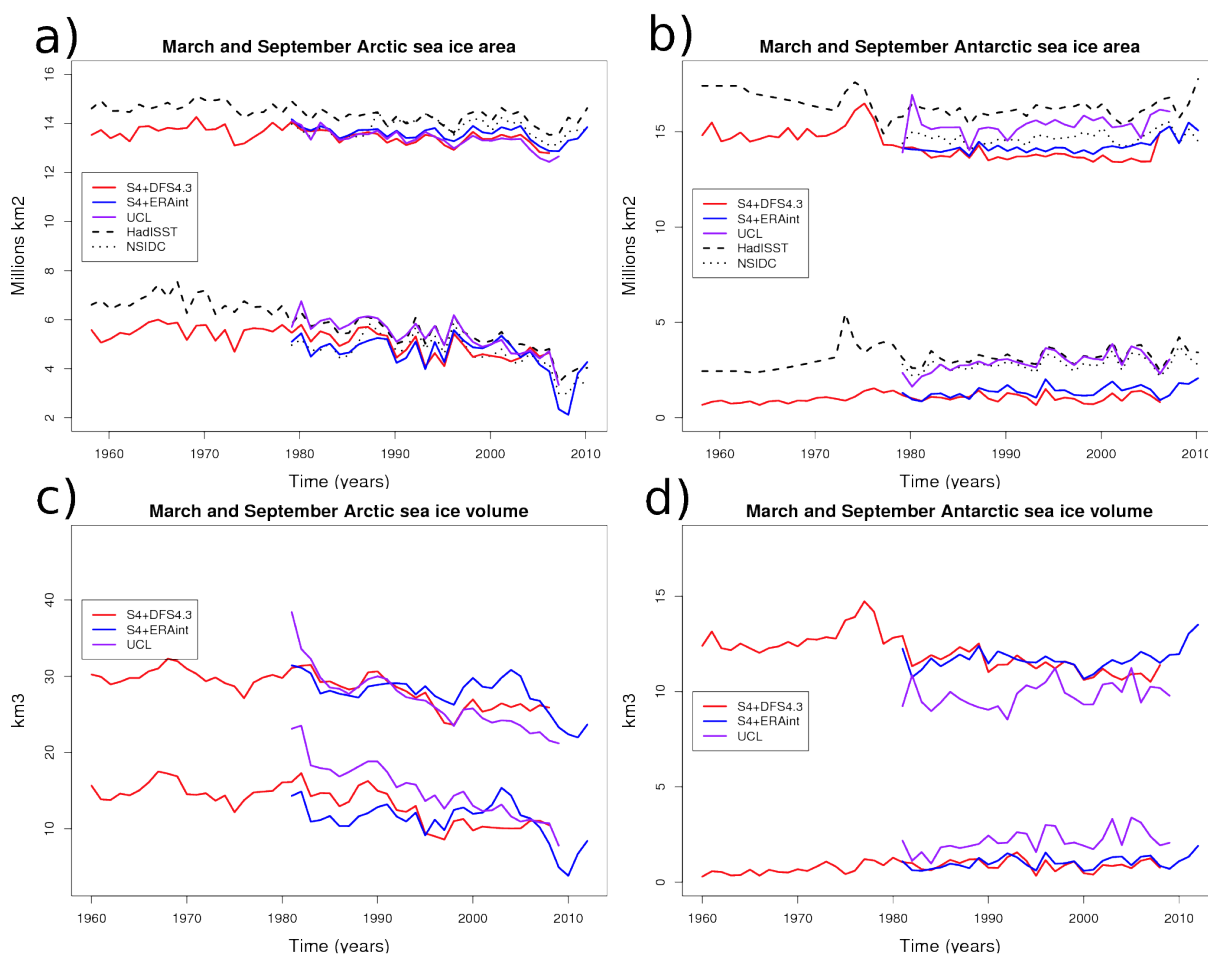 a)
March and September Arctic sea ice area
Millions km2
16
14
12
10
8
6
4
2
S4+DFS4.3
S4+ERAint
UCL
HadISST
NSIDC
1960 1970 1980 1990 2000 2010
Time (years)
b)
March and September Antarctic sea ice area
Millions km2
15
10
5
0
S4+DFS4.3
S4+ERAint
UCL
HadISST
NSIDC
1960 1970 1980 1990 2000 2010
Time (years)
c)
March and September Arctic sea ice volume
km3
40
30
20
10
S4+DFS4.3
S4+ERAint
UCL
1960 1970 1980 1990 2000 2010
Time (years)
d)
March and September Antarctic sea ice volume
km3
15
10
5
0
S4+DFS4.3
S4+ERAint
UCL
1960 1970 1980 1990 2000 2010
Time (years)